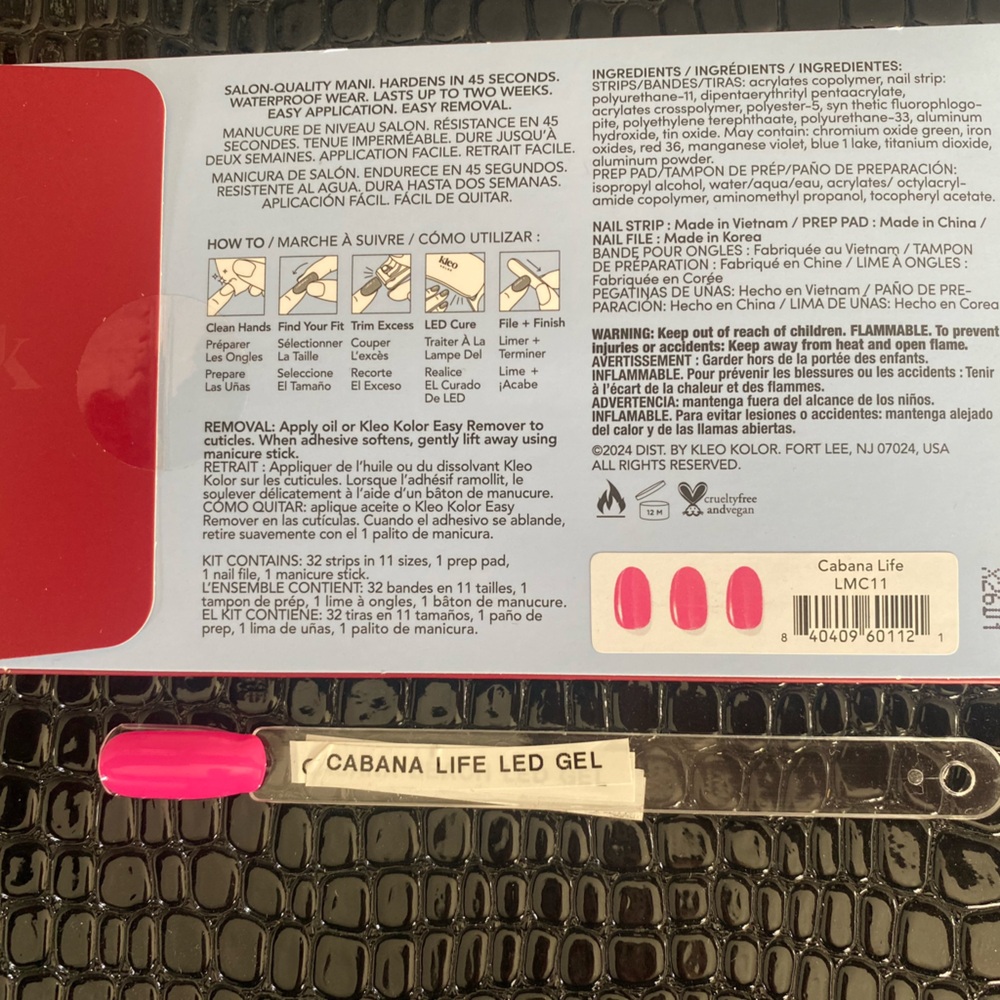 SALON-QUALITY MANI. HARDENS IN 45 SECONDS.
WATERPROOF WEAR. LASTS UP TO TWO WEEKS.
EASY APPLICATION. EASY REMOVAL.
MANUCURE DE NIVEAU SALON. RÉSISTANCE EN 45
SECONDES. TENUE IMPERMÉABLE. DURE JUSQU'À
DEUX SEMAINES. APPLICATION FACILE. RETRAIT FACILE.
MANICURA DE SALÓN. ENDURECE EN 45 SEGUNDOS.
RESISTENTE AL AGUA. DURA HASTA DOS SEMANAS.
APLICACIÓN FÁCIL. FÁCIL DE QUITAR.
HOW TO / MARCHE À SUIVRE / CÓMO UTILIZAR :
kleo
Clean Hands Find Your Fit Trim Excess LED Cure File + Finish
Préparer Sélectionner Couper Traiter À La Limer +
Les Ongles La Taille L'excès Lampe Del Terminer
Prepare Seleccione Recorte Realice Lime +
Las Uñas El Tamaño El Exceso EL Curado ¡Acabe
De LED
REMOVAL: Apply oil or Kleo Kolor Easy Remover to
cuticles. When adhesive softens, gently lift away using
manicure stick.
RETRAIT : Appliquer de l'huile ou du dissolvant Kleo
Kolor sur les cuticules. Lorsque l'adhésif ramollit, le
soulever délicatement à l'aide d'un bâton de manucure.
CÓMO QUITAR: aplique aceite o Kleo Kolor Easy
Remover en las cutículas. Cuando el adhesivo se ablande,
retire suavemente con el 1 palito de manicura.
KIT CONTAINS: 32 strips in 11 sizes, 1 prep pad,
1 nail file, 1 manicure stick.
L'ENSEMBLE CONTIENT: 32 bandes en 11 tailles, 1
tampon de prép, 1 lime à ongles, 1 bâton de manucure.
EL KIT CONTIENE: 32 tiras en 11 tamaños, 1 paño de
prep, 1 lima de uñas, 1 palito de manicura.
INGREDIENTS / INGRÉDIENTS / INGREDIENTES:
STRIPS/BANDES/TIRAS: acrylates copolymer, nail strip:
polyurethane-11, dipentaerythrityl pentaacrylate,
acrylates crosspolymer, polyester-5, syn thetic fluorophlogo-
pite, polyethylene terephthaate, polyurethane-33, aluminum
hydroxide, tin oxide. May contain: chromium oxide green, iron
oxides, red 36, manganese violet, blue 1 lake, titanium dioxide,
aluminum powder.
PREP PAD/TAMPON DE PRÉP/PAÑO DE PREPARACIÓN:
isopropyl alcohol, water/aqua/eau, acrylates/ octylacryl-
amide copolymer, aminomethyl propanol, tocopheryl acetate.
NAIL STRIP : Made in Vietnam / PREP PAD : Made in China /
NAIL FILE : Made in Korea
BANDE POUR ONGLES : Fabriquée au Vietnam / TAMPON
DE PRÉPARATION : Fabriqué en Chine / LIME À ONGLES :
Fabriquée en Corée
PEGATINAS DE UÑAS: Hecho en Vietnam / PAÑO DE PRE-
PARACIÓN: Hecho en China / LIMA DE UÑAS: Hecho en Corea
WARNING: Keep out of reach of children. FLAMMABLE. To prevent
injuries or accidents: Keep away from heat and open flame.
AVERTISSEMENT : Garder hors de la portée des enfants.
INFLAMMABLE. Pour prévenir les blessures ou les accidents : Tenir
à l'écart de la chaleur et des flammes.
ADVERTENCIA: mantenga fuera del alcance de los niños.
INFLAMABLE. Para evitar lesiones o accidentes: mantenga alejado
del calor y de las llamas abiertas.
©2024 DIST. BY KLEO KOLOR. FORT LEE, NJ 07024, USA
ALL RIGHTS RESERVED.
12 M
crueltyfree
andvegan
Cabana Life
LMC11
8 40409 60112 1
k
CABANA LIFE LED GEL